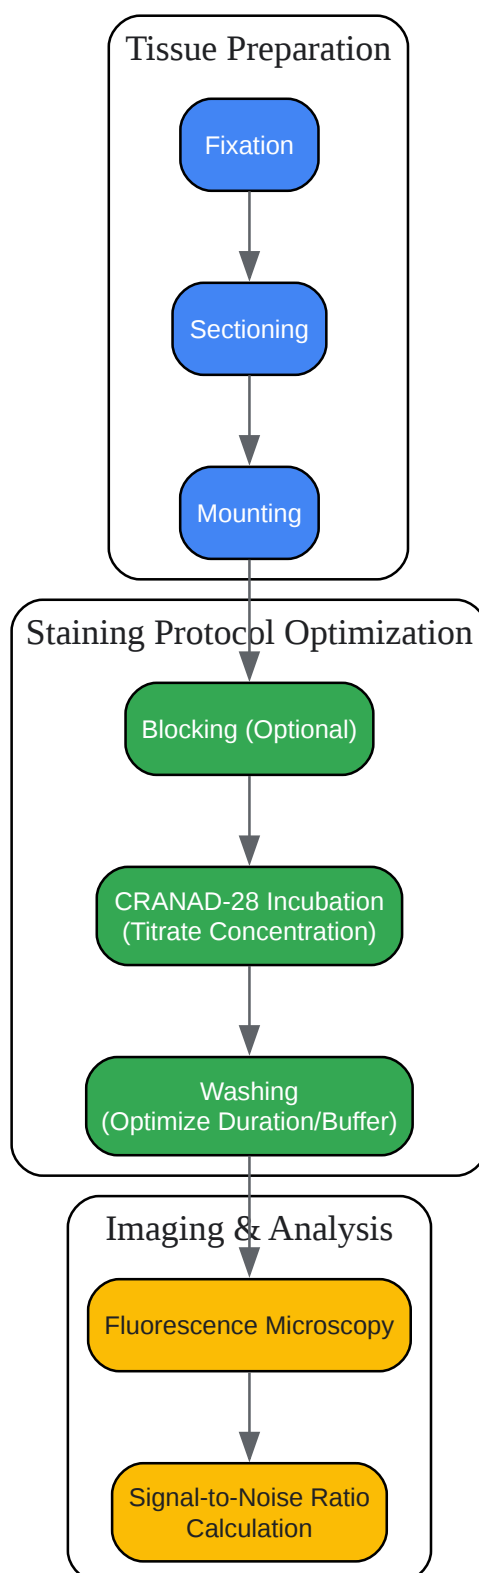 Tissue Preparation
Fixation
Sectioning
Mounting
Staining Protocol Optimization
Blocking (Optional)
CRANAD-28 Incubation
(Titrate Concentration)
Washing
(Optimize Duration/Buffer)
Imaging & Analysis
Fluorescence Microscopy
Signal-to-Noise Ratio
Calculation